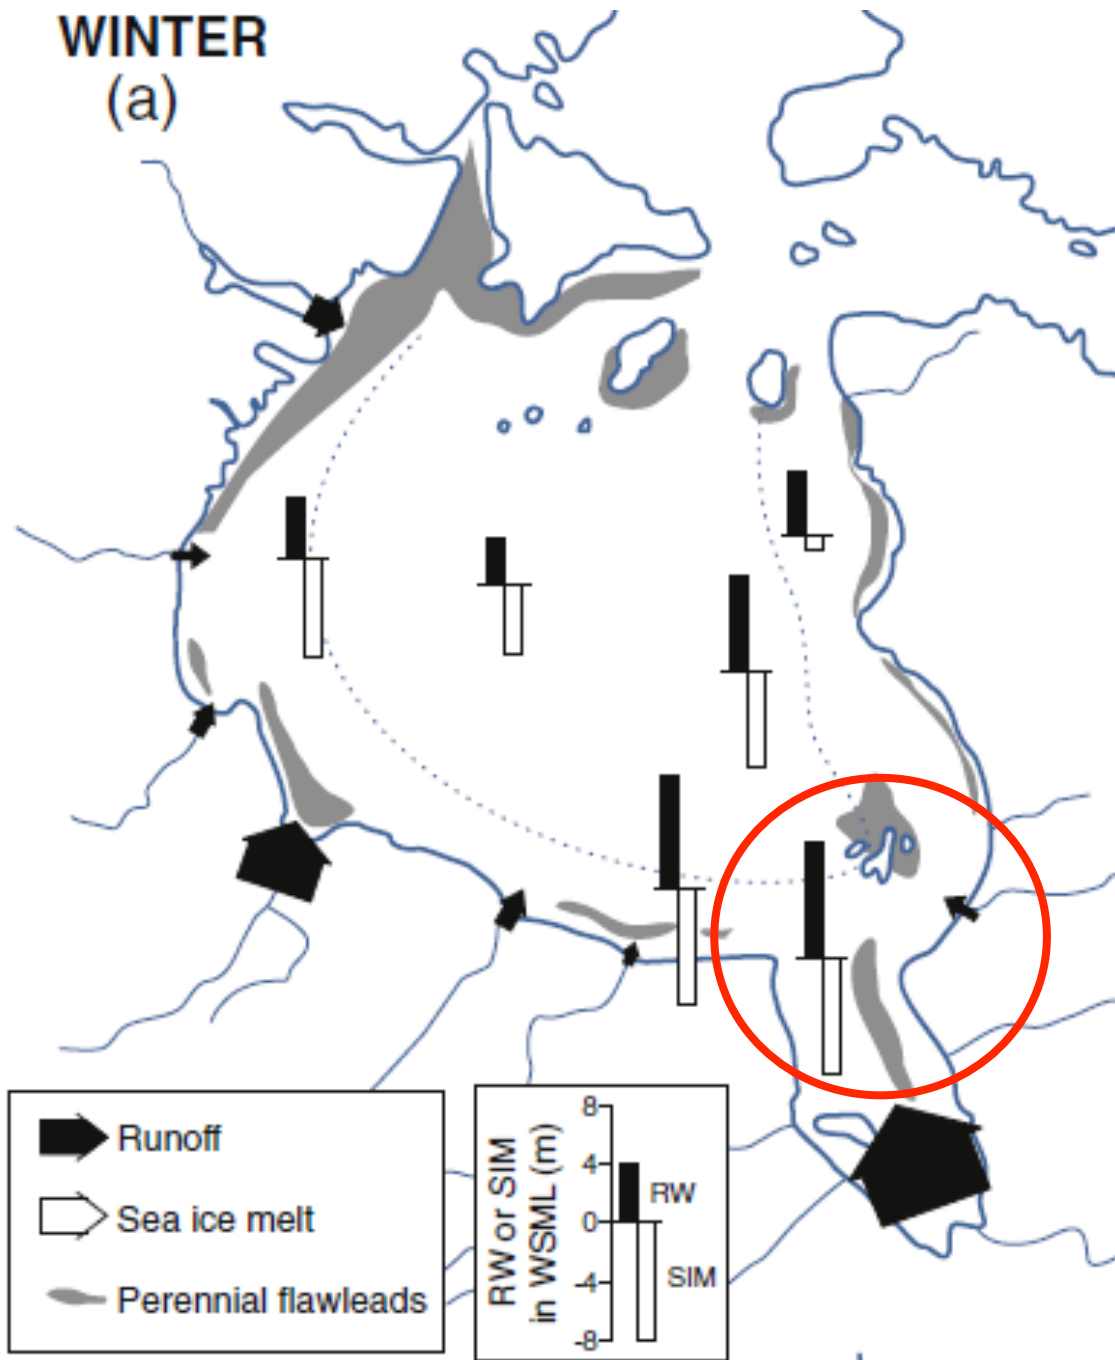 WINTER
(a)
Runoff
Sea ice melt
Perennial flawleads
RW or SIM
in WSML (m)
8
4
0
-4
-8
RW
SIM